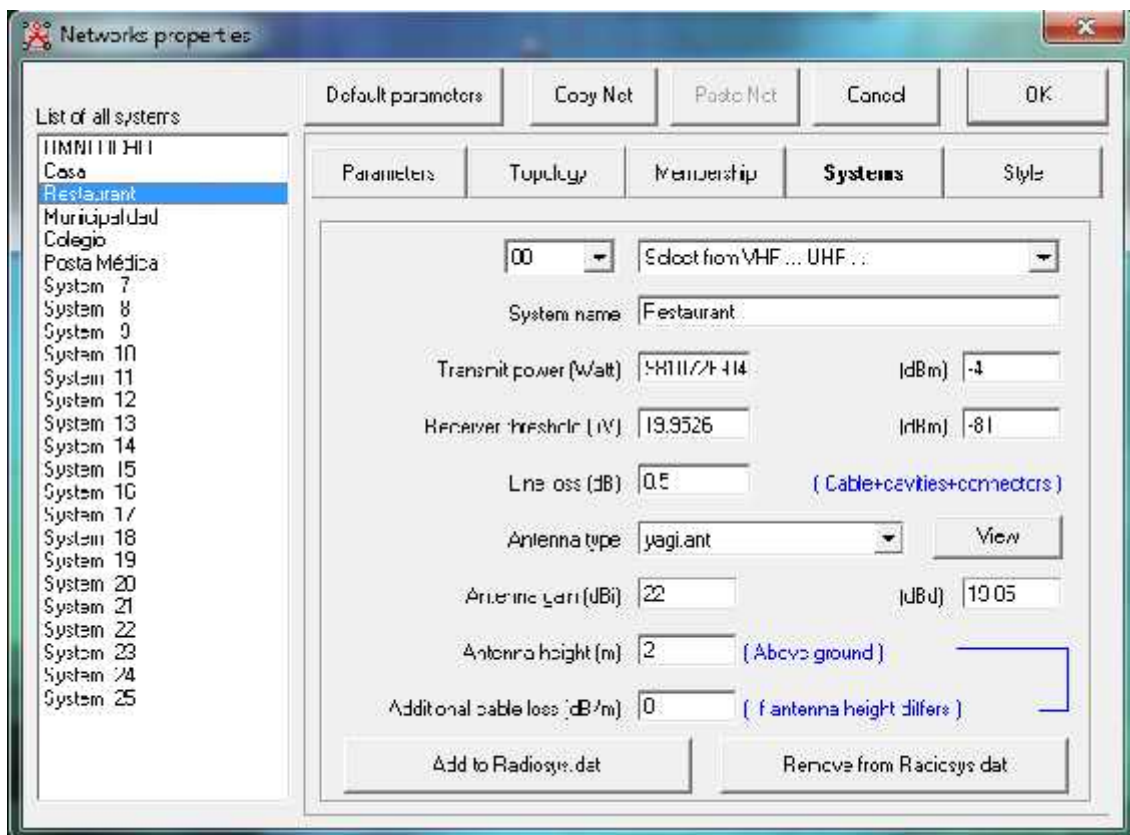 Networks properties
Default parameters
Copy Net
Paste Net
Cancel
OK
List of all systems
Casa
Restaurant
Municipalidad
Colegio
Posta Médica
System 7
System 8
System 9
System 10
System 11
System 12
System 13
System 14
System 15
System 16
System 17
System 18
System 19
System 20
System 21
System 22
System 23
System 24
System 25
Parameters
Topology
Membership
Systems
Style
00
Select from VHF ... UHF ...
System name Restaurant
Transmit power (Watt)
(dBm) -4
Receiver threshold (µV) 19.9526
(dBm) -81
Line loss (dB) 0.5
( Cable+cavities+connectors )
Antenna type yagi.ant
View
Antenna gain (dBi) 22
(dBd) 19.85
Antenna height (m) 2
( Above ground )
Additional cable loss (dB/m) 0
( If antenna height differs )
Add to Radiosys.dat
Remove from Radiosys.dat